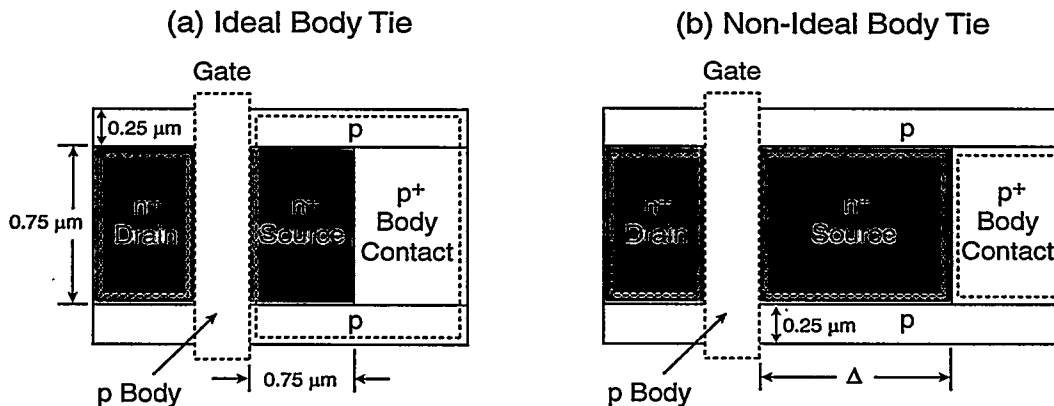 (a) Ideal Body Tie
Gate
0.25 μm
p
0.75 μm
n+
Drain
n+
Source
p+
Body
Contact
p
p Body
0.75 μm
(b) Non-Ideal Body Tie
Gate
p
n+
Drain
n+
Source
p+
Body
Contact
0.25 μm
p
p Body
Δ